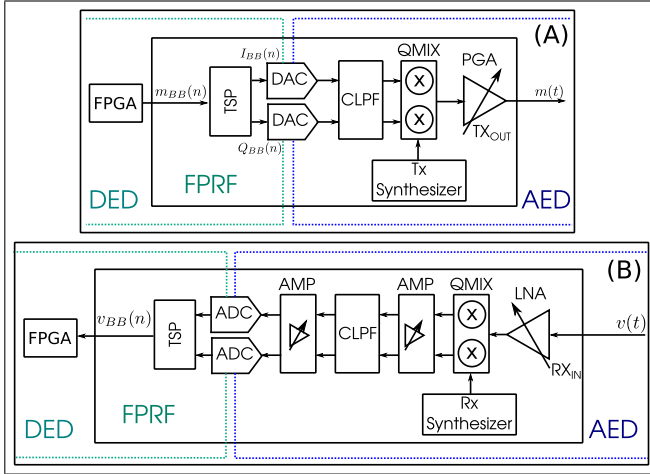 (A)
I_BB(n)
QMIX
PGA
FPGA
m_BB(n)
TSP
DAC
DAC
CLPF
X
X
m(t)
TX_OUT
Q_BB(n)
Tx
Synthesizer
DED
FPRF
AED
(B)
AMP
AMP
QMIX
LNA
FPGA
v_BB(n)
TSP
ADC
ADC
CLPF
X
X
v(t)
RX_IN
Rx
Synthesizer
FPRF
DED
AED